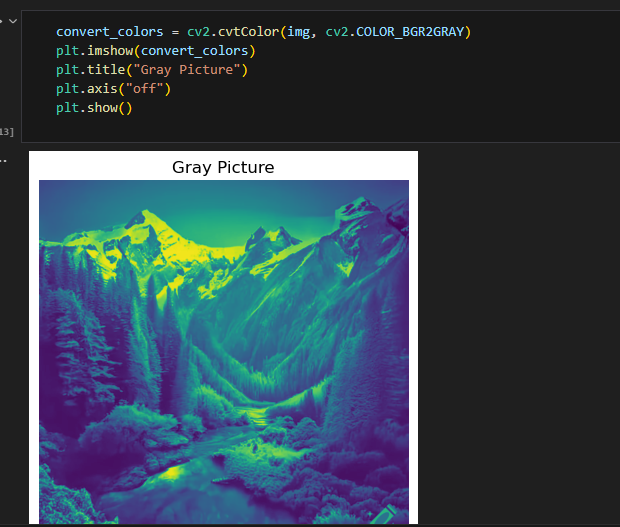 convert_colors = cv2.cvtColor(img, cv2.COLOR_BGR2GRAY)
plt.imshow(convert_colors)
plt.title("Gray Picture")
plt.axis("off")
plt.show()
13]
Gray Picture